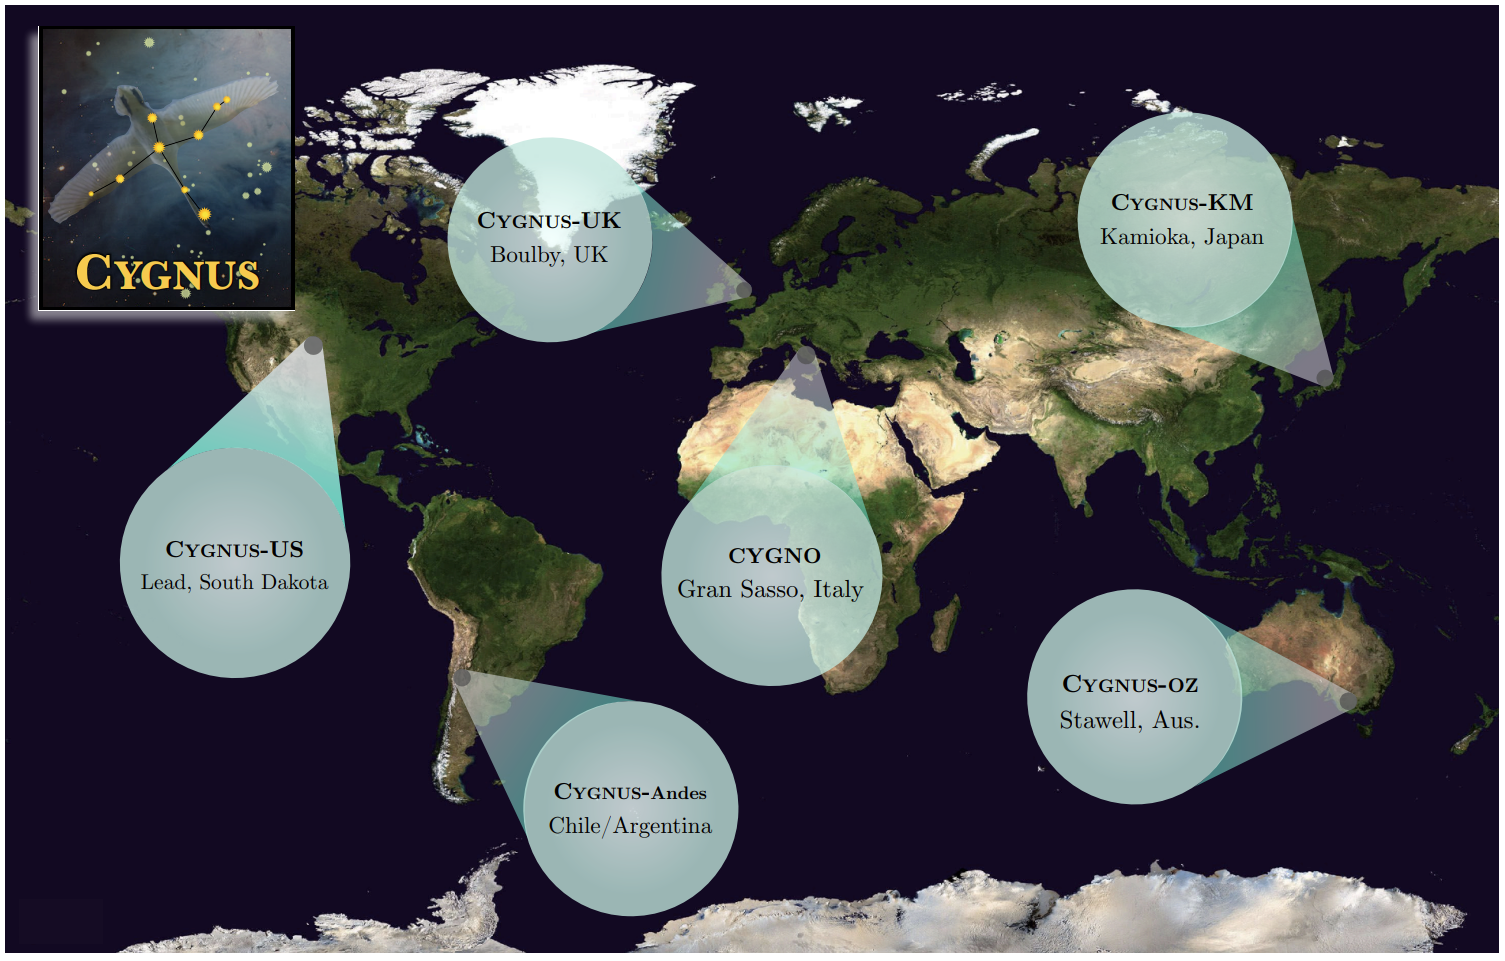 CYGNUS
CYGNUS-UK
Boulby, UK
CYGNUS-KM
Kamioka, Japan
CYGNUS-US
Lead, South Dakota
CYGNO
Gran Sasso, Italy
CYGNUS-OZ
Stawell, Aus.
CYGNUS-Andes
Chile/Argentina